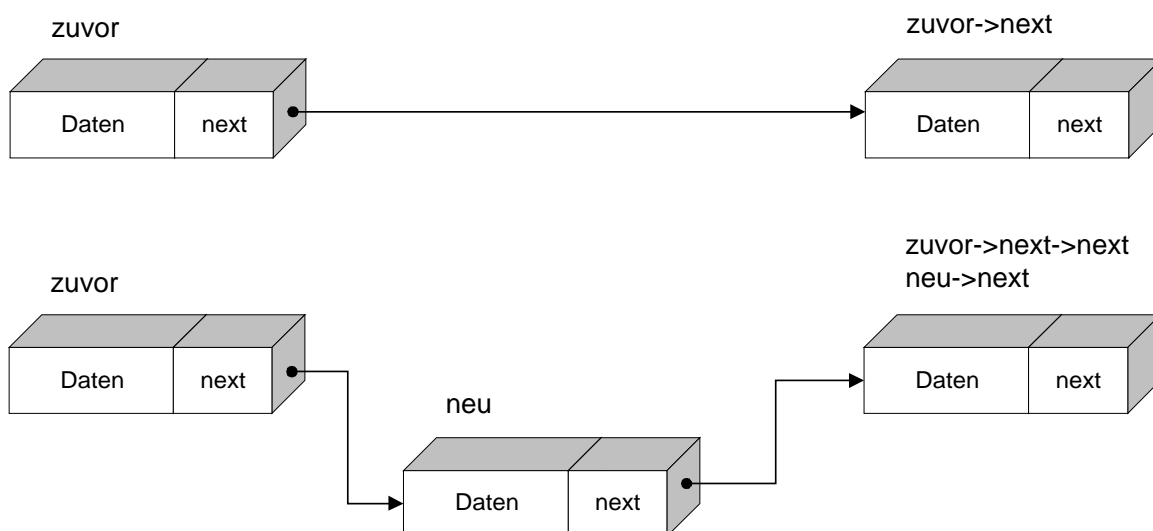 zuvor
zuvor->next
Daten
next
Daten
next
zuvor->next->next
neu->next
zuvor
Daten
next
Daten
next
neu
Daten
next